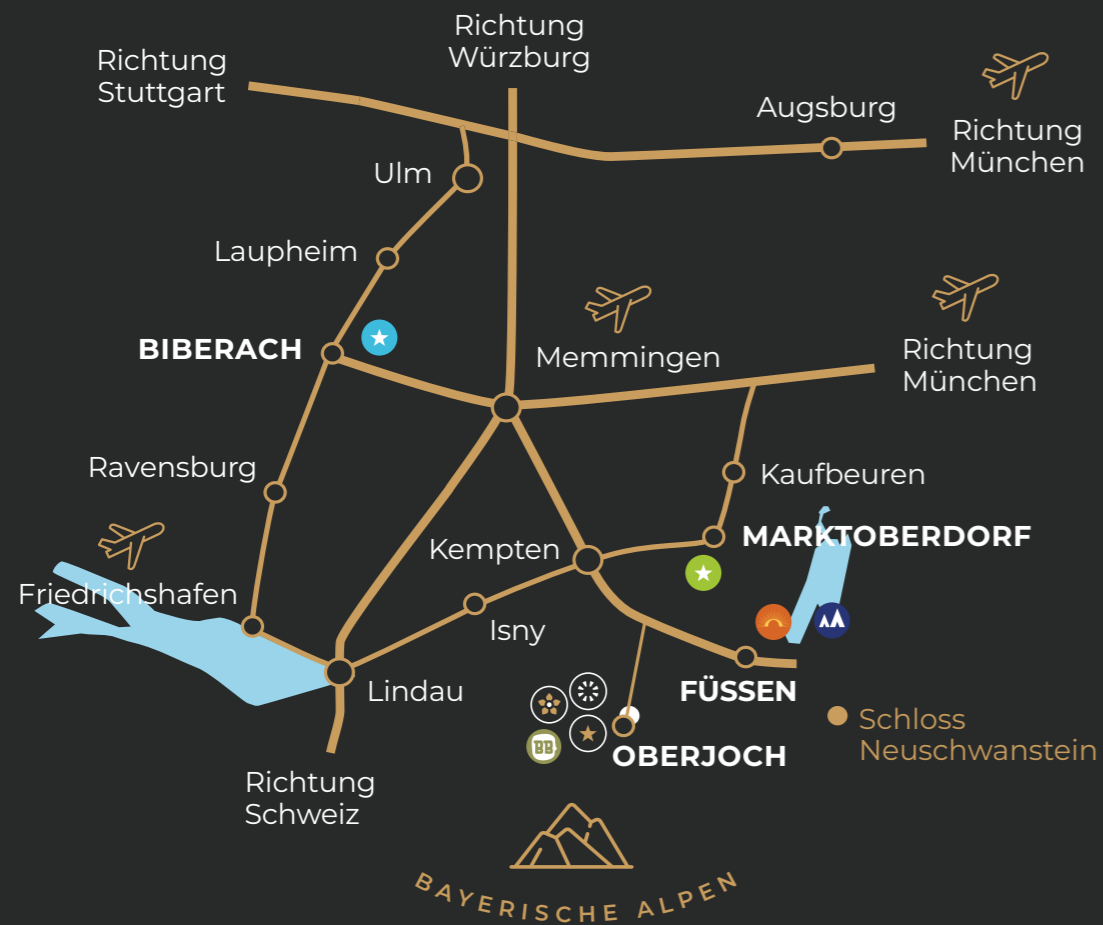 Richtung
Würzburg
Richtung
Stuttgart
Augsburg
Richtung
München
Ulm
Laupheim
BIBERACH
Memmingen
Richtung
München
Ravensburg
Kaufbeuren
MARKTOBERDORF
Kempten
Friedrichshafen
Isny
Lindau
FÜSSEN
Schloss
Neuschwanstein
BB
OBERJOCH
Richtung
Schweiz
BAYERISCHE ALPEN